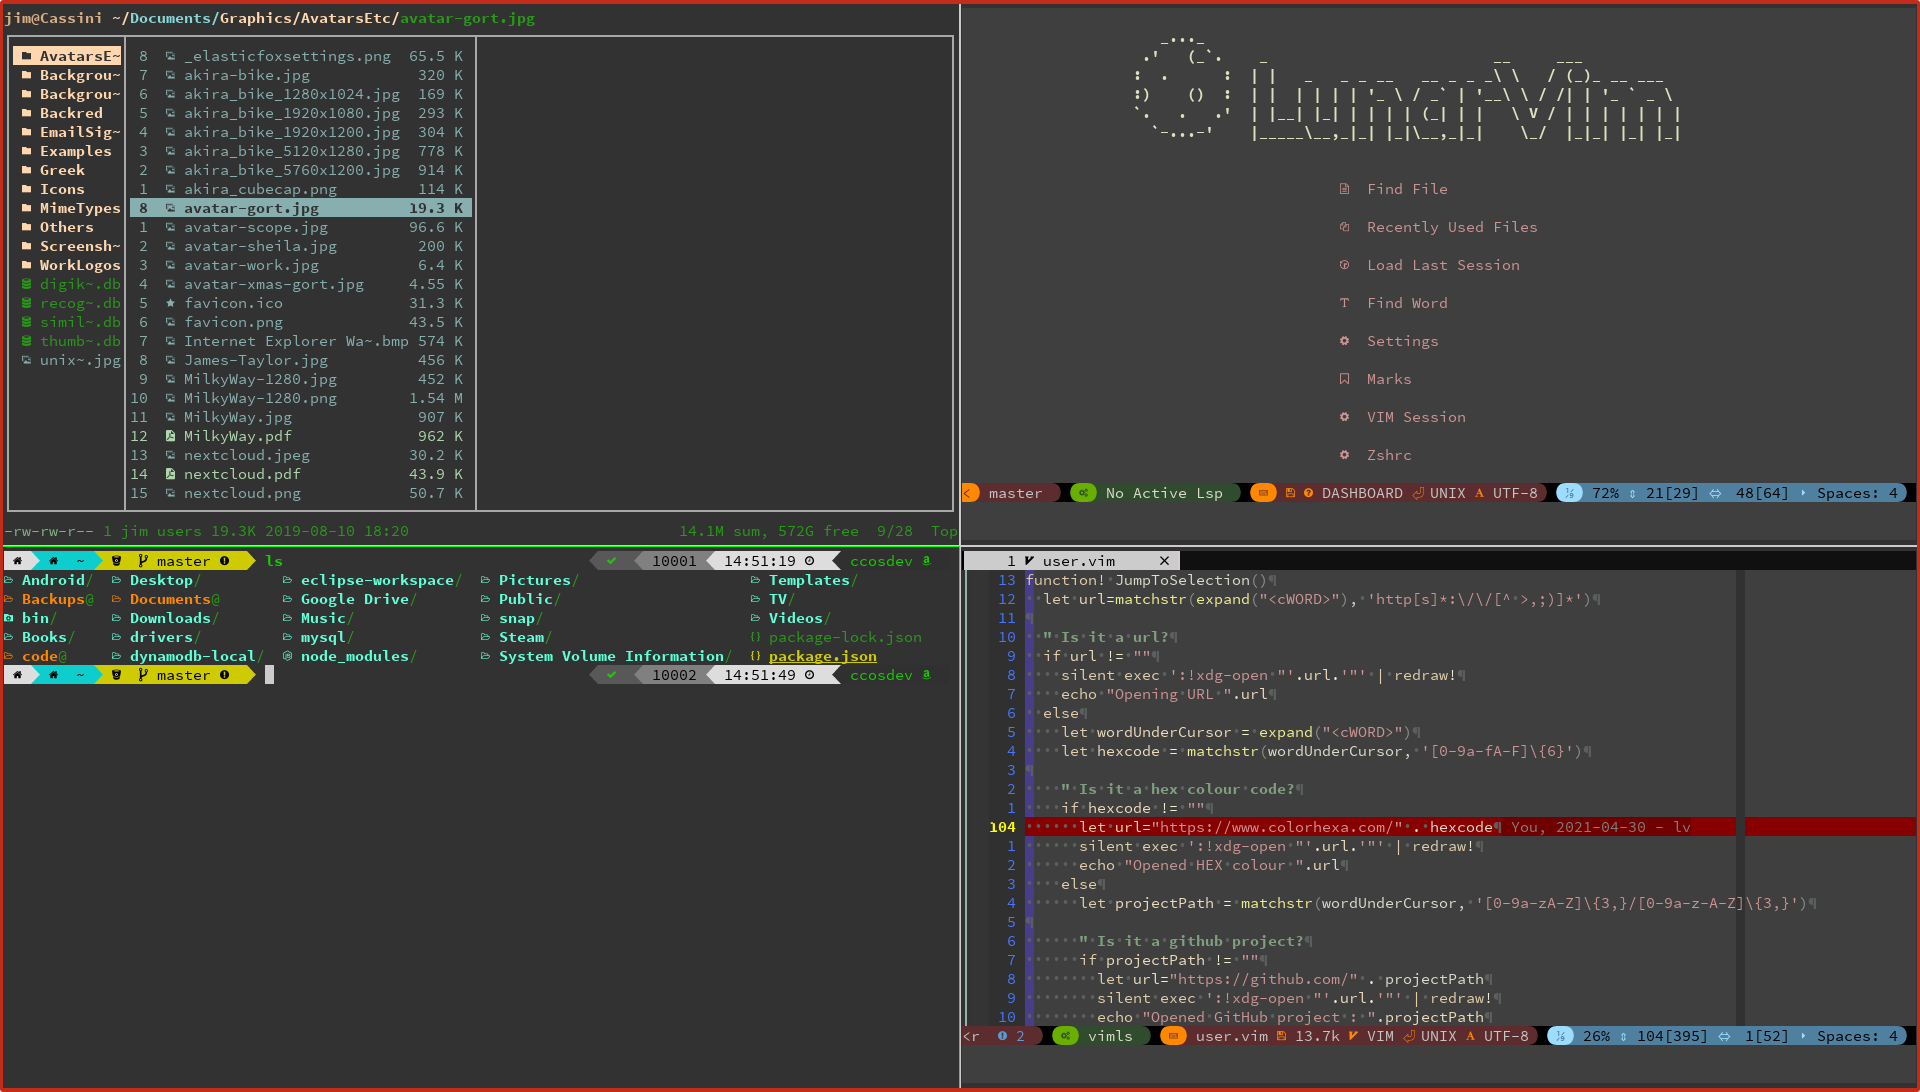 jim@Cassini ~/Documents/Graphics/AvatarsEtc/avatar-gort.jpg
AvatarsE~
Backgrou~
Backgrou~
Backred
EmailSig~
Examples
Greek
Icons
MimeTypes
Others
Screensh~
WorkLogos
digik~.db
recog~.db
simil~.db
thumb~.db
unix~.jpg
8 _elasticfoxsettings.png 65.5 K
7 akira-bike.jpg 320 K
6 akira_bike_1280x1024.jpg 169 K
5 akira_bike_1920x1080.jpg 293 K
4 akira_bike_1920x1200.jpg 304 K
3 akira_bike_5120x1280.jpg 778 K
2 akira_bike_5760x1200.jpg 914 K
1 akira_cubecap.png 114 K
8 avatar-gort.jpg 19.3 K
1 avatar-scope.jpg 96.6 K
2 avatar-sheila.jpg 200 K
3 avatar-work.jpg 6.4 K
4 avatar-xmas-gort.jpg 4.55 K
5 favicon.ico 31.3 K
6 favicon.png 43.5 K
7 Internet Explorer Wa~.bmp 574 K
8 James-Taylor.jpg 456 K
9 MilkyWay-1280.jpg 452 K
10 MilkyWay-1280.png 1.54 M
11 MilkyWay.jpg 907 K
12 MilkyWay.pdf 962 K
13 nextcloud.jpeg 30.2 K
14 nextcloud.pdf 43.9 K
15 nextcloud.png 50.7 K
-rw-rw-r-- 1 jim users 19.3K 2019-08-10 18:20 14.1M sum, 572G free 9/28 Top
LunarVim
Find File
Recently Used Files
Load Last Session
Find Word
Settings
Marks
VIM Session
Zshrc
< master No Active Lsp DASHBOARD UNIX UTF-8 72% 21[29] 48[64] Spaces: 4
~ master ls ✓ 10001 14:51:19 ccosdev
Android/ Desktop/ eclipse-workspace/ Pictures/ Templates/
Backups@ Documents@ Google Drive/ Public/ TV/
bin/ Downloads/ Music/ snap/ Videos/
Books/ drivers/ mysql/ Steam/ {} package-lock.json
code@ dynamodb-local/ node_modules/ System Volume Information/ {} package.json
~ master ✓ 10002 14:51:49 ccosdev
1 user.vim ×
13 function!·JumpToSelection()¶
12 ··let·url=matchstr(expand("<cWORD>"),·'http[s]*:\/\/[^·>,;)]*')¶
11 ¶
10 ··"·Is·it·a·url?¶
9 ··if·url·!=·""¶
8 ····silent·exec·':!xdg-open·"'.url.'"'·|·redraw!¶
7 ····echo·"Opening·URL·".url¶
6 ··else¶
5 ····let·wordUnderCursor·=·expand("<cWORD>")¶
4 ····let·hexcode·=·matchstr(wordUnderCursor,·'[0-9a-fA-F]\{6}')¶
3 ¶
2 ····"·Is·it·a·hex·colour·code?¶
1 ····if·hexcode·!=·""¶
104 ······let·url="https://www.colorhexa.com/"·.·hexcode¶ You, 2021-04-30 - lv
1 ······silent·exec·':!xdg-open·"'.url.'"'·|·redraw!¶
2 ······echo·"Opened·HEX·colour·".url¶
3 ····else¶
4 ······let·projectPath·=·matchstr(wordUnderCursor,·'[0-9a-zA-Z]\{3,}/[0-9a-z-A-Z]\{3,}')¶
5 ¶
6 ······"·Is·it·a·github·project?¶
7 ······if·projectPath·!=·""¶
8 ········let·url="https://github.com/"·.·projectPath¶
9 ········silent·exec·':!xdg-open·"'.url.'"'·|·redraw!¶
10 ········echo·"Opened·GitHub·project·:·".projectPath¶
<r 2 vimls user.vim 13.7k VIM UNIX UTF-8 26% 104[395] 1[52] Spaces: 4